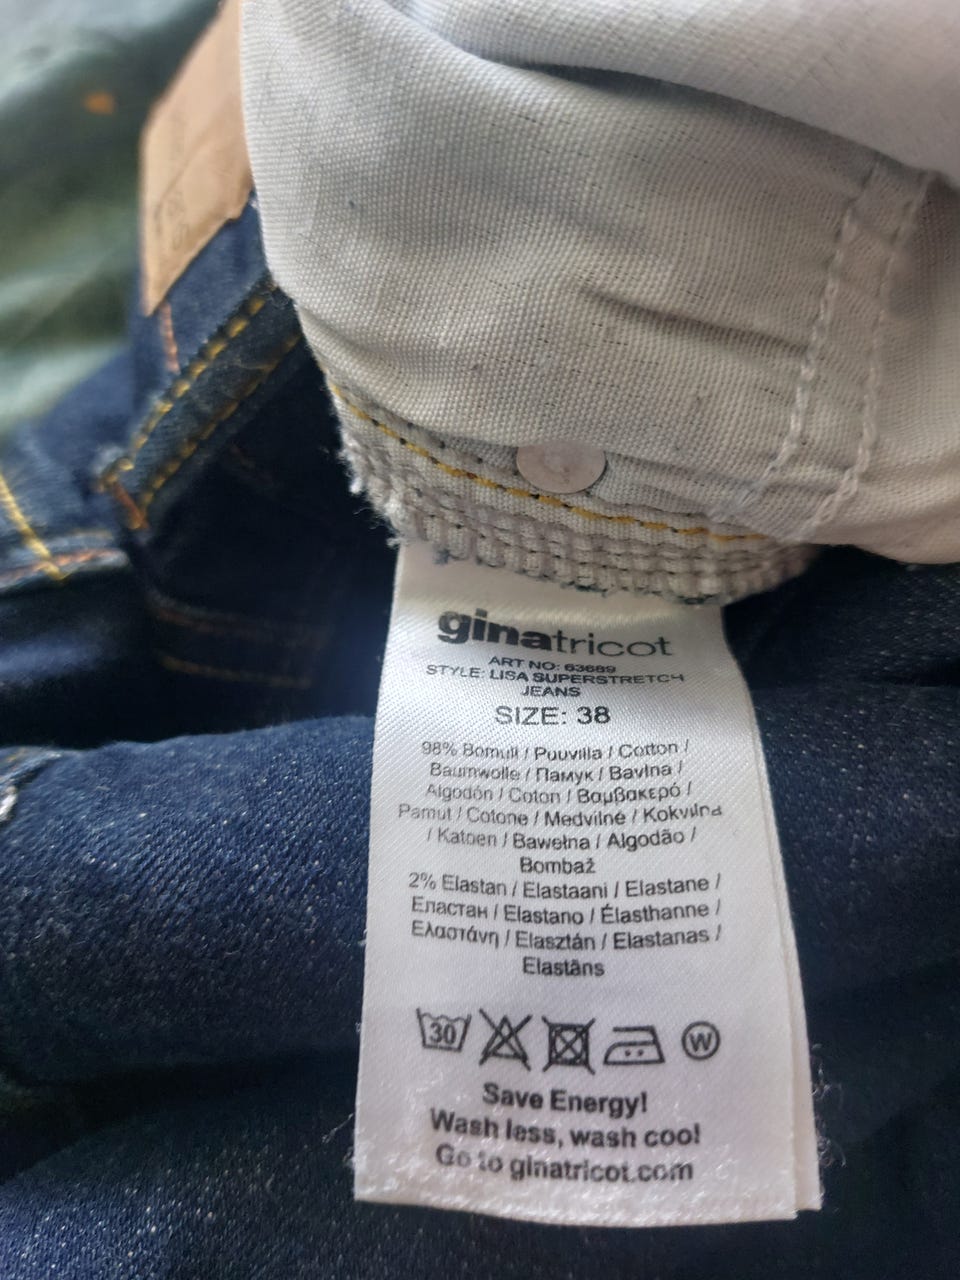 ginatricot
ART NO: 63689
STYLE: LISA SUPERSTRETCH
JEANS
SIZE: 38
98% Bomull / Puuvilla / Cotton /
Baumwolle / Памук / Bavlna /
Algodón / Coton / Βαμβακερό /
Pamut / Cotone / Medvilnė / Kokvilna
/ Katoen / Bawełna / Algodão /
Bombaž
2% Elastan / Elastaani / Elastane /
Еластан / Elastano / Élasthanne /
Ελαστάνη / Elasztán / Elastanas /
Elastāns
30 W
Save Energy!
Wash less, wash cool
Go to ginatricot.com